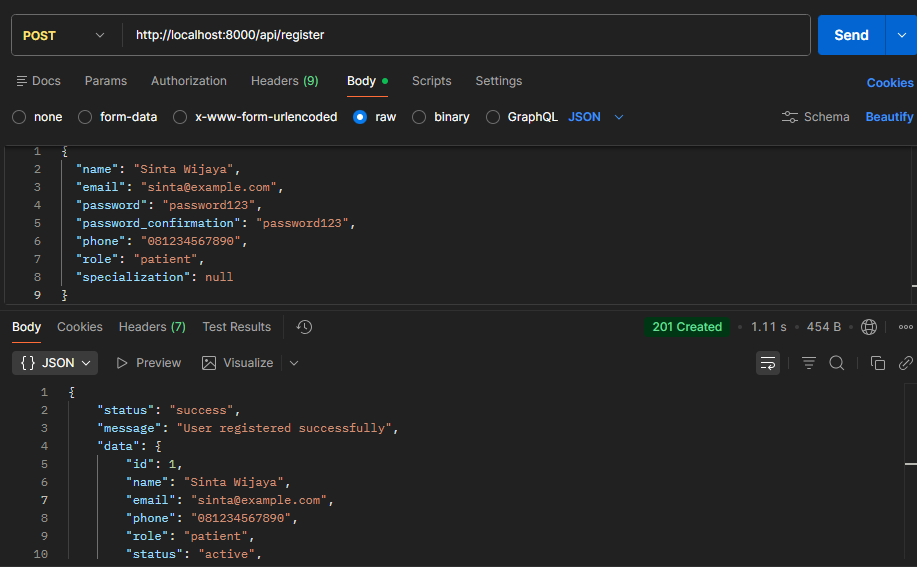 POST http://localhost:8000/api/register Send
Docs Params Authorization Headers (9) Body Scripts Settings Cookies
none form-data x-www-form-urlencoded raw binary GraphQL JSON Schema Beautify
1 {
2 "name": "Sinta Wijaya",
3 "email": "sinta@example.com",
4 "password": "password123",
5 "password_confirmation": "password123",
6 "phone": "081234567890",
7 "role": "patient",
8 "specialization": null
9 }
Body Cookies Headers (7) Test Results 201 Created • 1.11 s • 454 B •
{} JSON Preview Visualize
1 {
2 "status": "success",
3 "message": "User registered successfully",
4 "data": {
5 "id": 1,
6 "name": "Sinta Wijaya",
7 "email": "sinta@example.com",
8 "phone": "081234567890",
9 "role": "patient",
10 "status": "active",